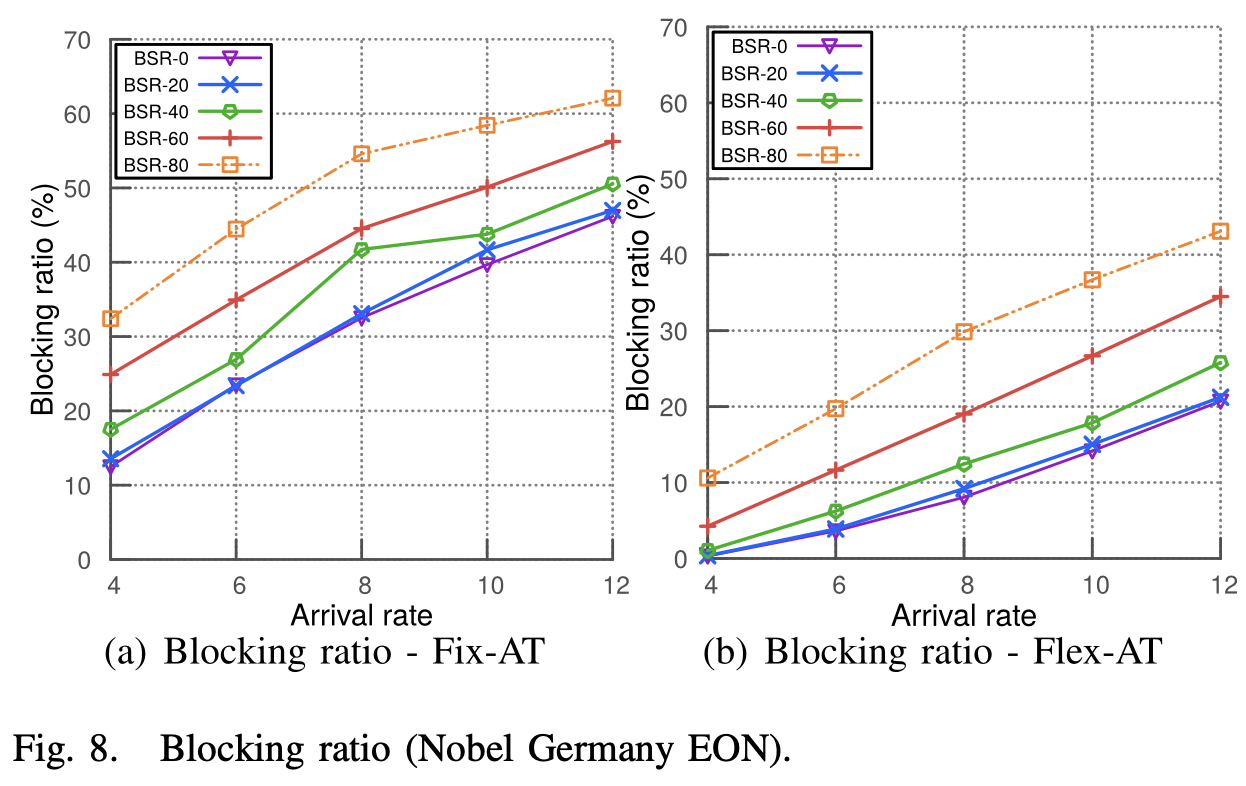 70
60
50
40
30
20
10
0
Blocking ratio (%)
BSR-0
BSR-20
BSR-40
BSR-60
BSR-80
4 6 8 10 12
Arrival rate
(a) Blocking ratio - Fix-AT
70
60
50
40
30
20
10
0
Blocking ratio (%)
BSR-0
BSR-20
BSR-40
BSR-60
BSR-80
4 6 8 10 12
Arrival rate
(b) Blocking ratio - Flex-AT
Fig. 8. Blocking ratio (Nobel Germany EON).